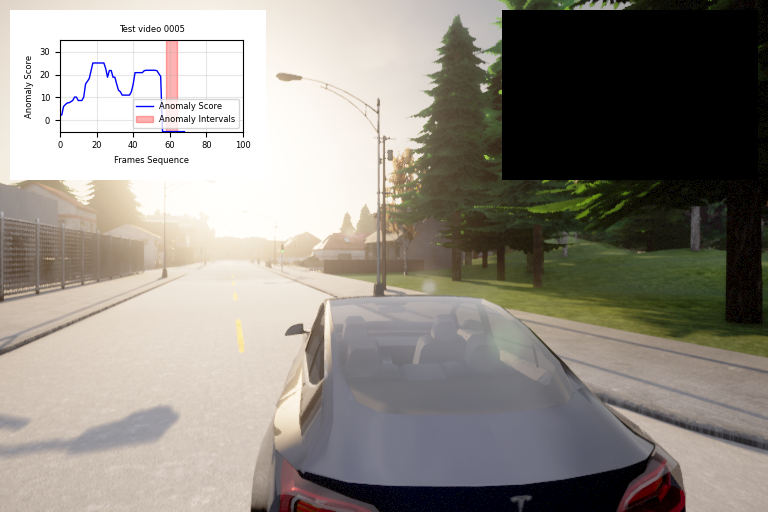 Test video 0005
Anomaly Score
30
20
10
0
Anomaly Score
Anomaly Intervals
0 20 40 60 80 100
Frames Sequence